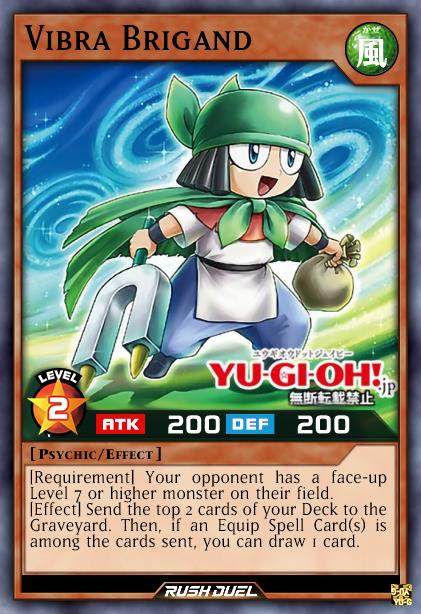 Vibra Brigand
かぜ
風
ユウギオウドットジェイピー
YU-GI-OH!.jp
無断転載禁止
LEVEL
2
ATK 200 DEF 200
[Psychic/Effect]
[Requirement] Your opponent has a face-up
Level 7 or higher monster on their field.
[Effect] Send the top 2 cards of your Deck to the
Graveyard. Then, if an Equip Spell Card(s) is
among the cards sent, you can draw 1 card.
RUSH DUEL